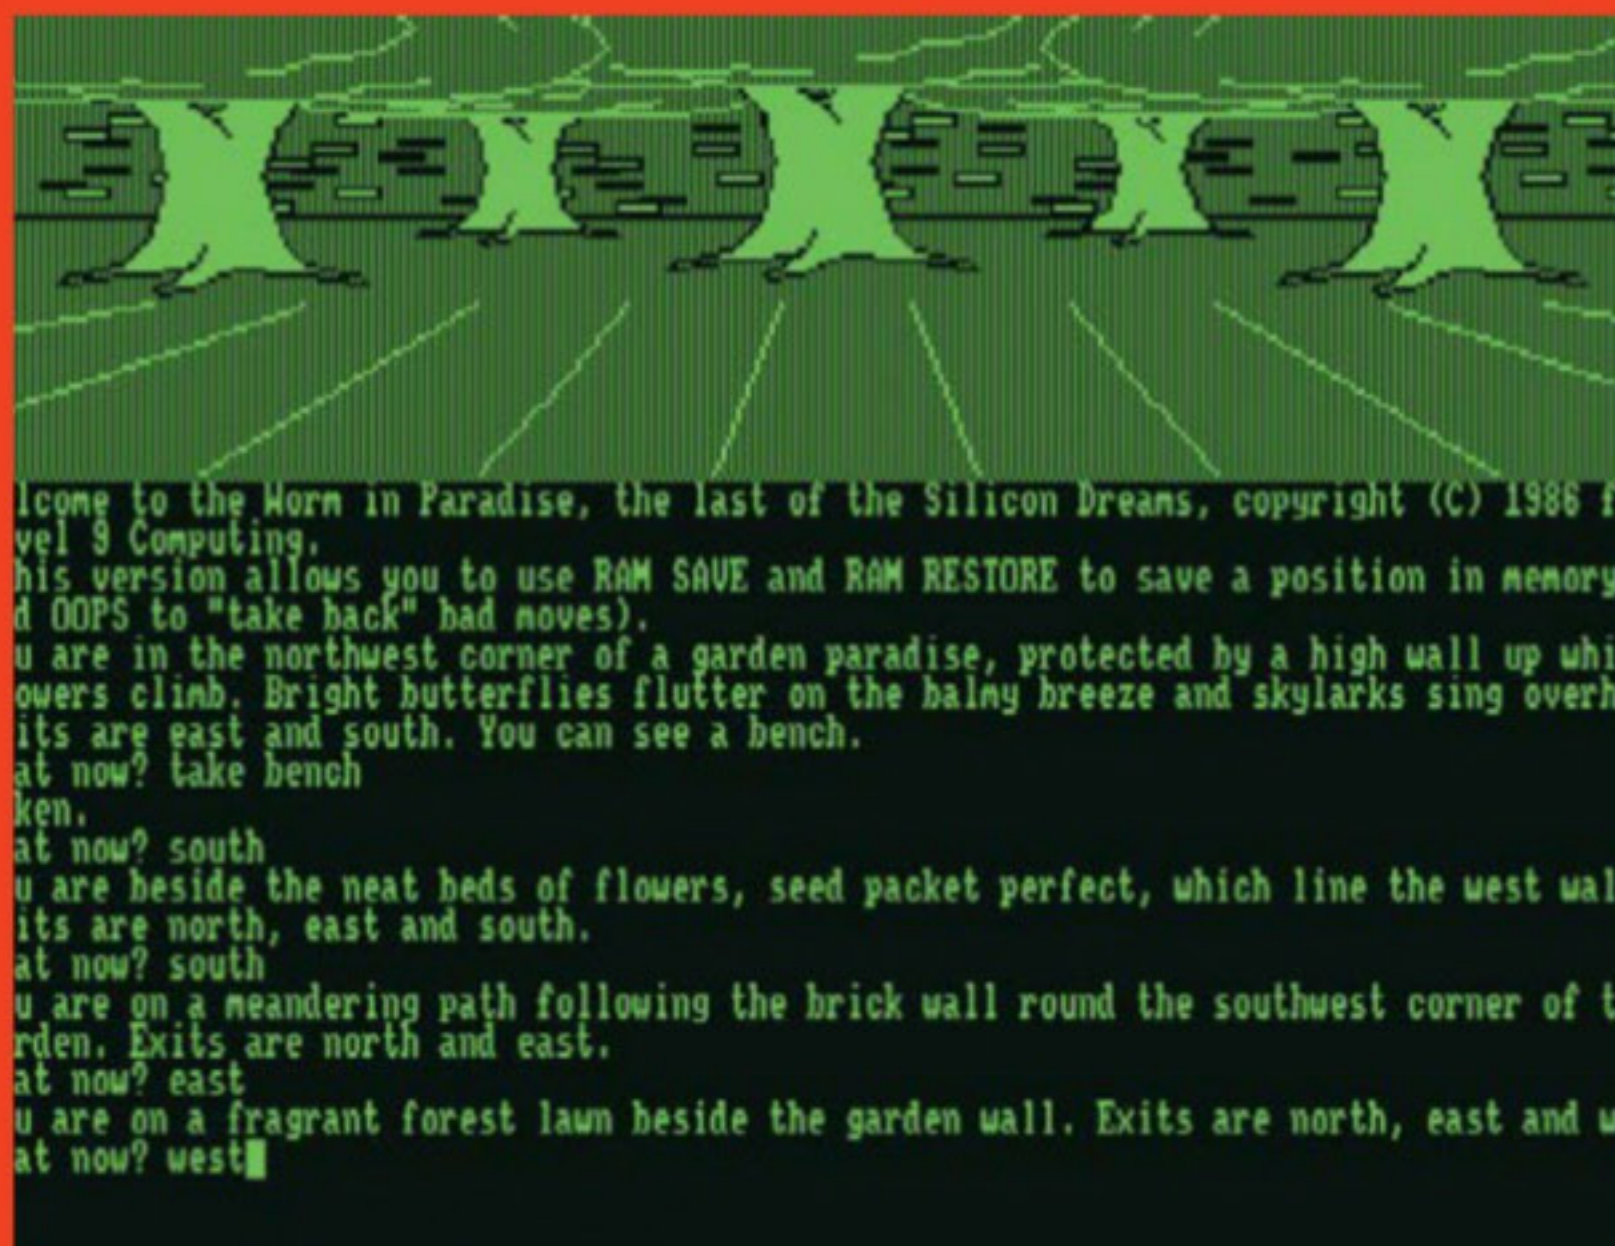 lcome to the Worm in Paradise, the last of the Silicon Dreams, copyright (C) 1986 f
vel 9 Computing.
his version allows you to use RAM SAVE and RAM RESTORE to save a position in memory
d OOPS to "take back" bad moves).
u are in the northwest corner of a garden paradise, protected by a high wall up whi
owers climb. Bright butterflies flutter on the balmy breeze and skylarks sing overh
its are east and south. You can see a bench.
at now? take bench
ken.
at now? south
u are beside the neat beds of flowers, seed packet perfect, which line the west wal
its are north, east and south.
at now? south
u are on a meandering path following the brick wall round the southwest corner of t
rden. Exits are north and east.
at now? east
u are on a fragrant forest lawn beside the garden wall. Exits are north, east and w
at now? west